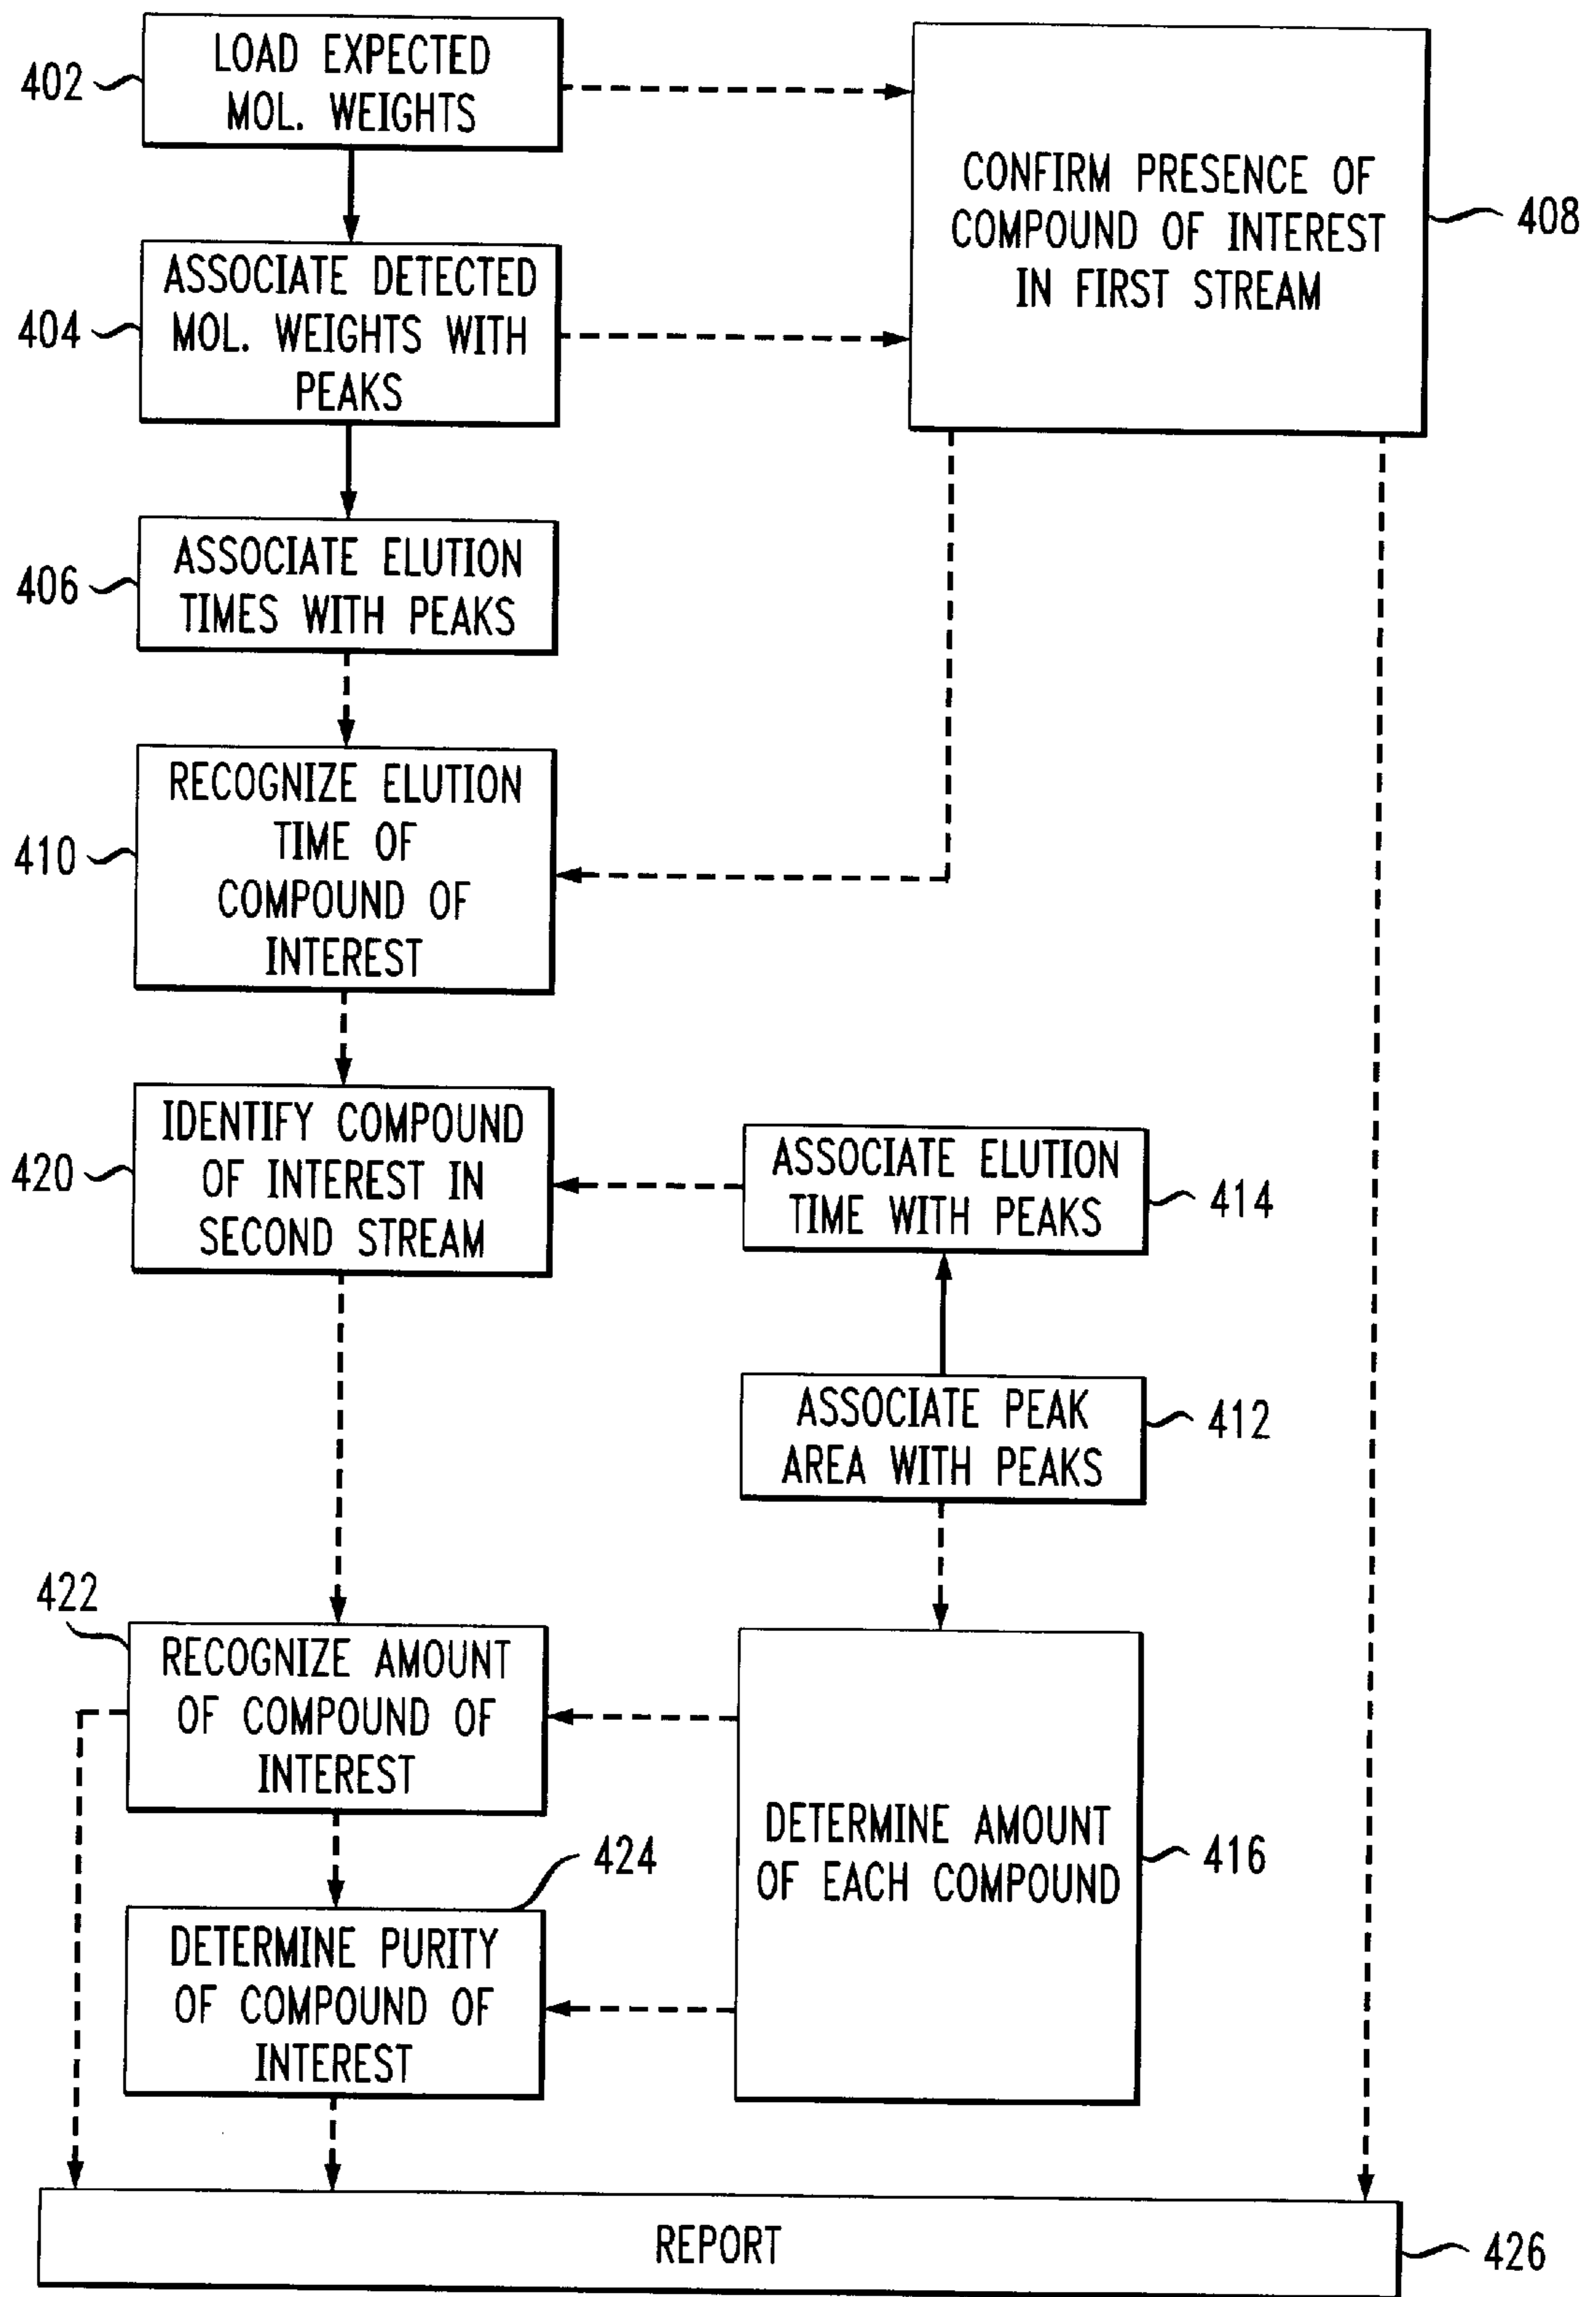 402
LOAD EXPECTED
MOL. WEIGHTS
CONFIRM PRESENCE OF
COMPOUND OF INTEREST
IN FIRST STREAM
408
404
ASSOCIATE DETECTED
MOL. WEIGHTS WITH
PEAKS
406
ASSOCIATE ELUTION
TIMES WITH PEAKS
410
RECOGNIZE ELUTION
TIME OF
COMPOUND OF
INTEREST
420
IDENTIFY COMPOUND
OF INTEREST IN
SECOND STREAM
ASSOCIATE ELUTION
TIME WITH PEAKS
414
ASSOCIATE PEAK
AREA WITH PEAKS
412
422
RECOGNIZE AMOUNT
OF COMPOUND OF
INTEREST
DETERMINE AMOUNT
OF EACH COMPOUND
416
424
DETERMINE PURITY
OF COMPOUND OF
INTEREST
REPORT
426